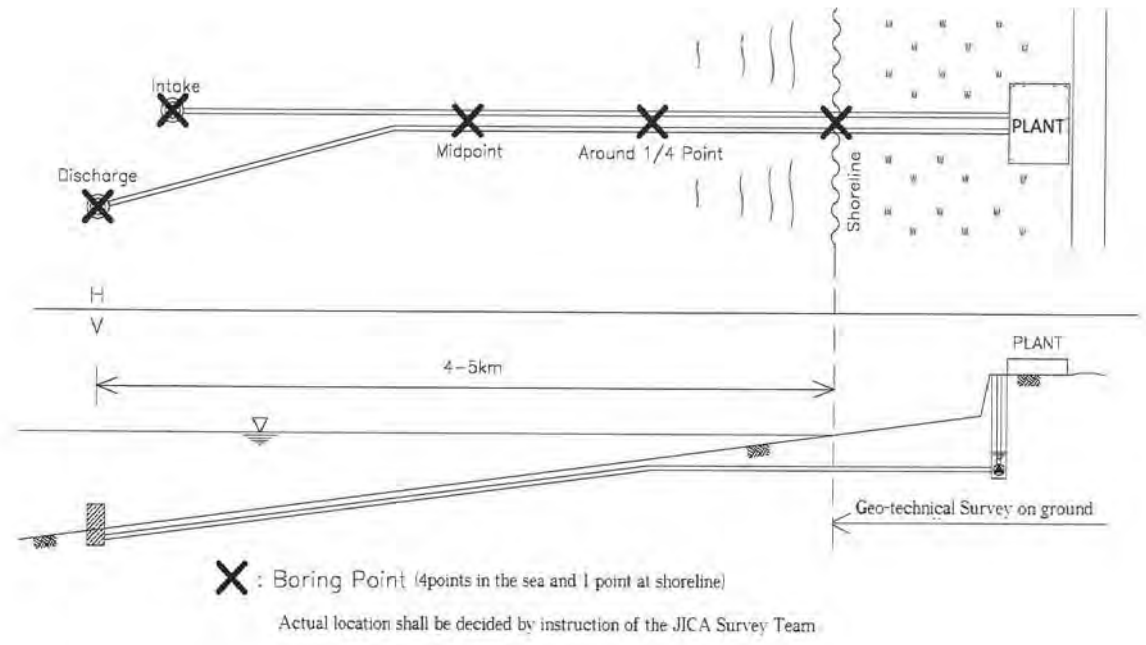 Intake
PLANT
Midpoint
Around 1/4 Point
Discharge
Shoreline
H
V
PLANT
4-5km
Geo-technical Survey on ground
: Boring Point (4points in the sea and 1 point at shoreline)
Actual location shall be decided by instruction of the JICA Survey Team